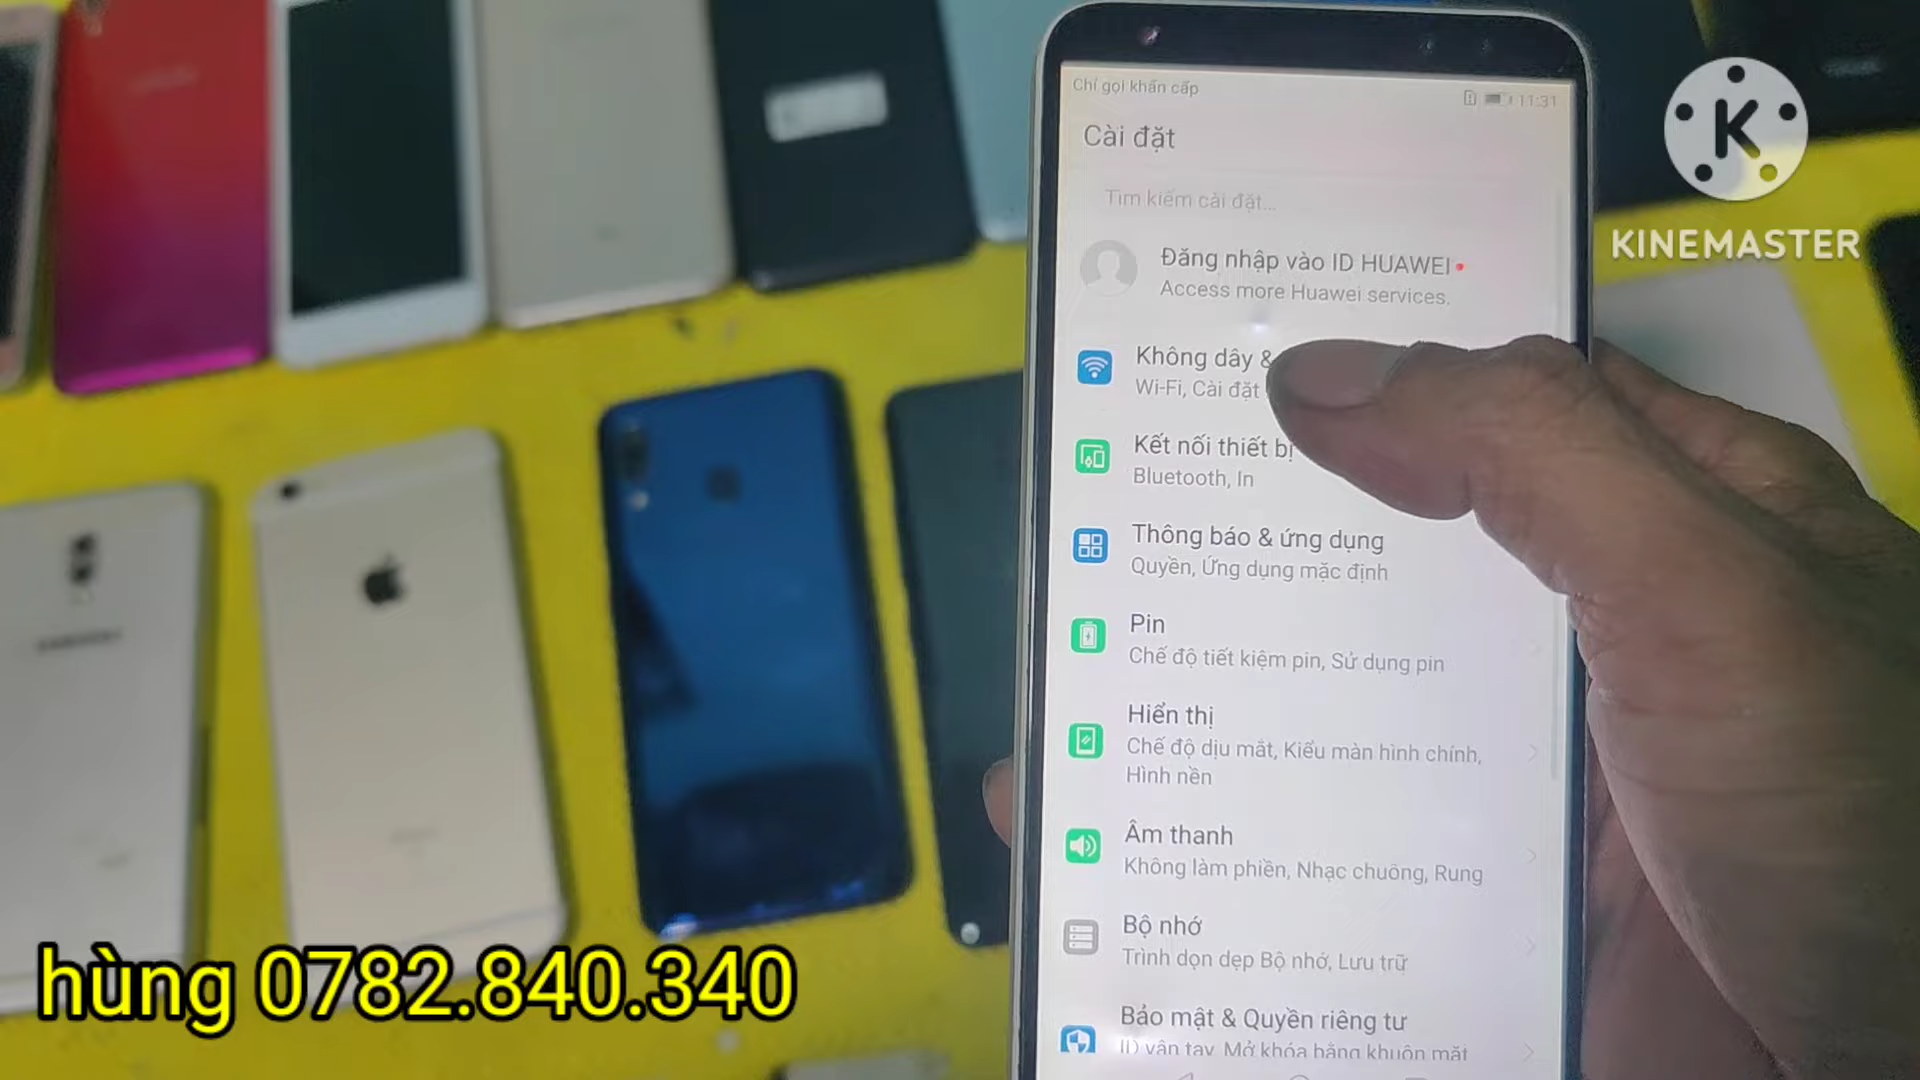 Chỉ gọi khẩn cấp
11:31
Cài đặt
Tìm kiếm cài đặt...
Đăng nhập vào ID HUAWEI
Access more Huawei services.
Không dây &
Wi-Fi, Cài đặt
Kết nối thiết bị
Bluetooth, In
Thông báo & ứng dụng
Quyền, Ứng dụng mặc định
Pin
Chế độ tiết kiệm pin, Sử dụng pin
Hiển thị
Chế độ dịu mắt, Kiểu màn hình chính,
Hình nền
Âm thanh
Không làm phiền, Nhạc chuông, Rung
Bộ nhớ
Trình dọn dẹp Bộ nhớ, Lưu trữ
Bảo mật & Quyền riêng tư
ID vân tay, Mở khóa bằng khuôn mặt
K
KINEMASTER
hùng 0782.840.340
SAMSUNG